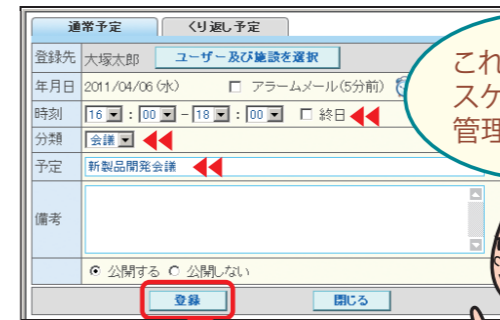 通常予定 くり返し予定
登録先 大塚太郎 ユーザー及び施設を選択
年月日 2011/04/06(水) アラームメール(5分前)
時刻 16 : 00 - 18 : 00 終日
分類 会議
予定 新製品開発会議
備考
公開する 公開しない
登録 閉じる
これ
スケ
管理